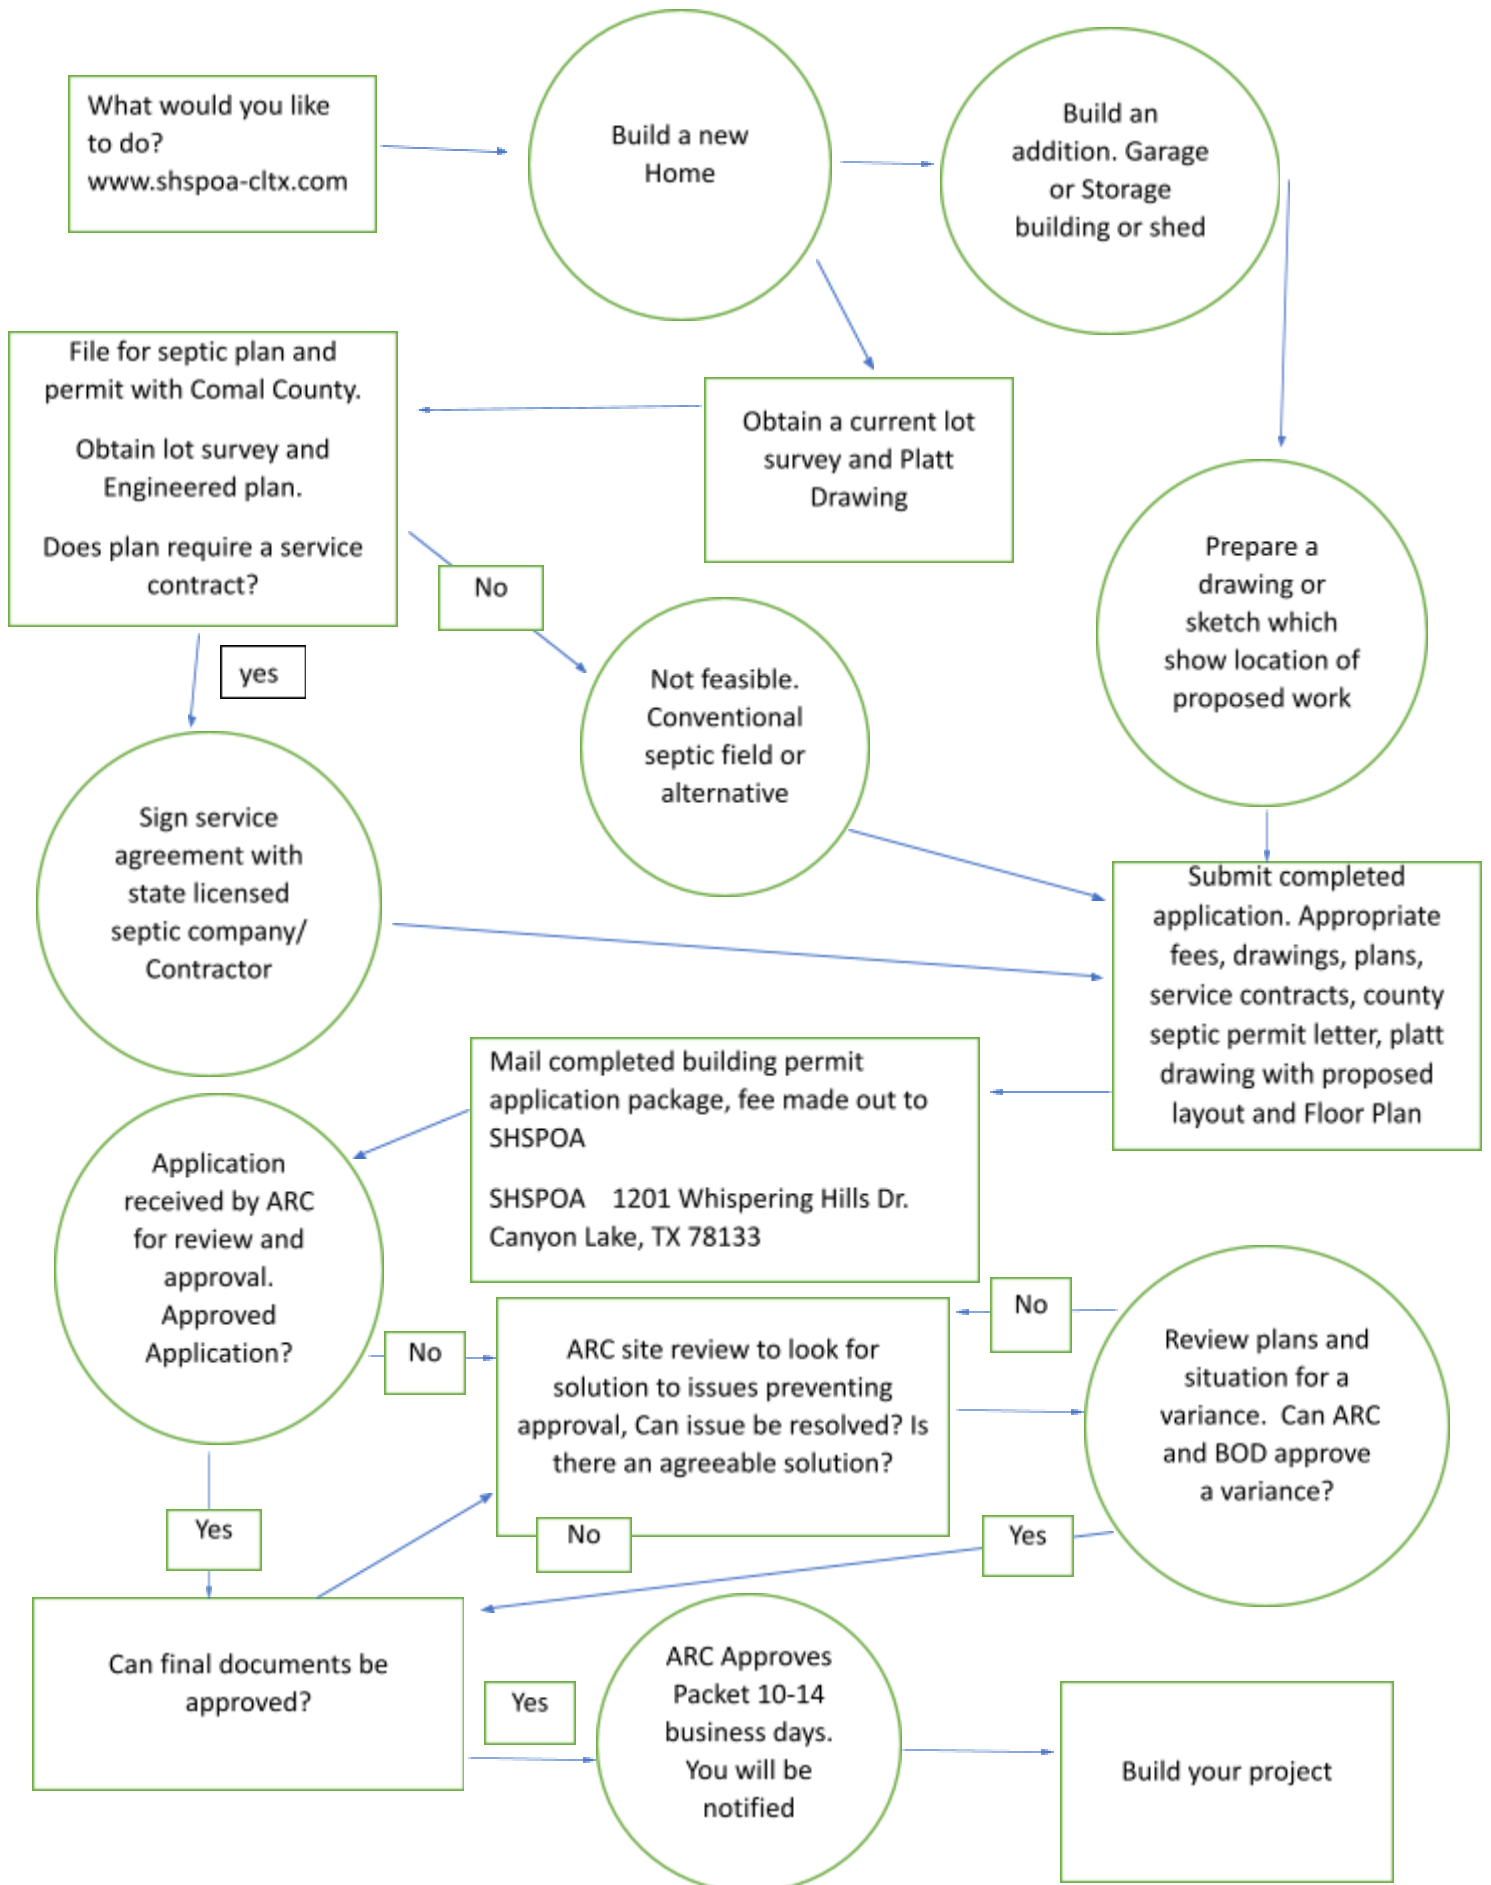 What would you like
to do?
www.shspoa-cltx.com
Build a new
Home
Build an
addition. Garage
or Storage
building or shed
File for septic plan and
permit with Comal County.
Obtain lot survey and
Engineered plan.
Does plan require a service
contract?
Obtain a current lot
survey and Platt
Drawing
No
yes
Not feasible.
Conventional
septic field or
alternative
Prepare a
drawing or
sketch which
show location of
proposed work
Sign service
agreement with
state licensed
septic company/
Contractor
Submit completed
application. Appropriate
fees, drawings, plans,
service contracts, county
septic permit letter, platt
drawing with proposed
layout and Floor Plan
Mail completed building permit
application package, fee made out to
SHSPOA
SHSPOA    1201 Whispering Hills Dr.
Canyon Lake, TX 78133
Application
received by ARC
for review and
approval.
Approved
Application?
No
ARC site review to look for
solution to issues preventing
approval, Can issue be resolved? Is
there an agreeable solution?
No
No
Review plans and
situation for a
variance.  Can ARC
and BOD approve
a variance?
Yes
Yes
Can final documents be
approved?
Yes
ARC Approves
Packet 10-14
business days.
You will be
notified
Build your project